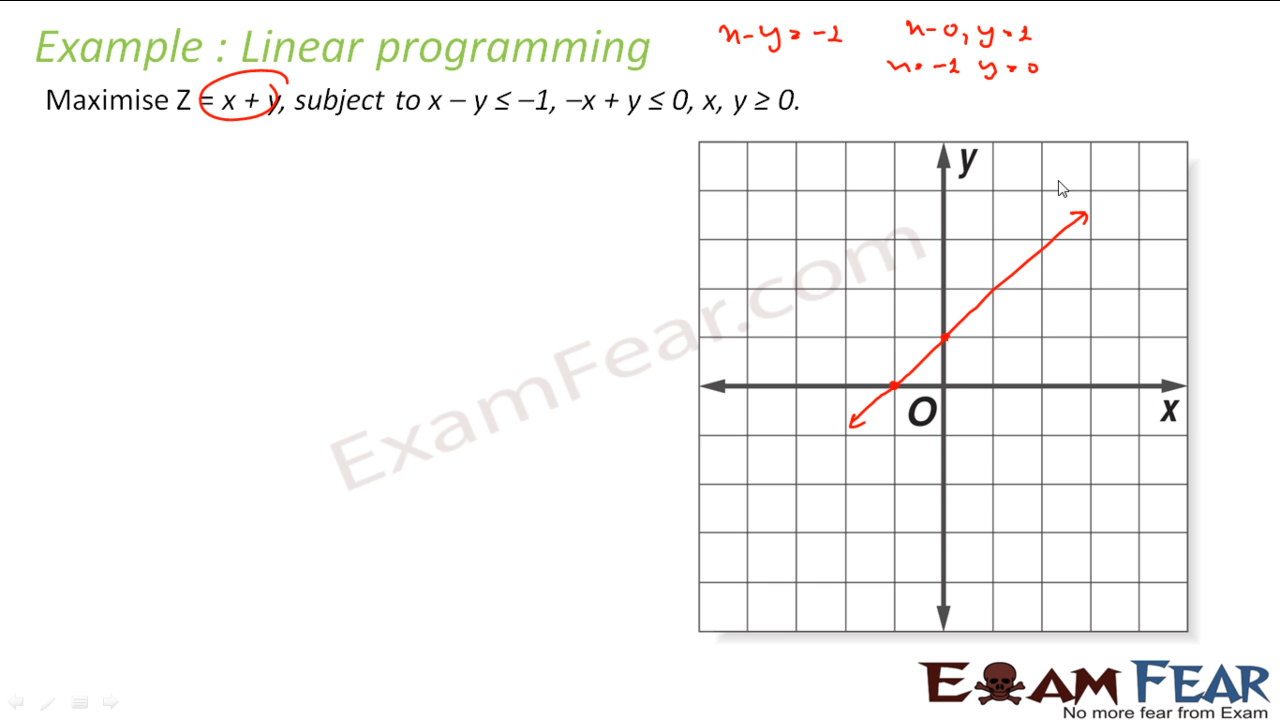 Example : Linear programming
x - y = -1
x = 0, y = 1
x = -1 y = 0
Maximise Z = x + y, subject to x – y ≤ –1, –x + y ≤ 0, x, y ≥ 0.
y
ExamFear.com
O
x
EXAM FEAR
No more fear from Exam